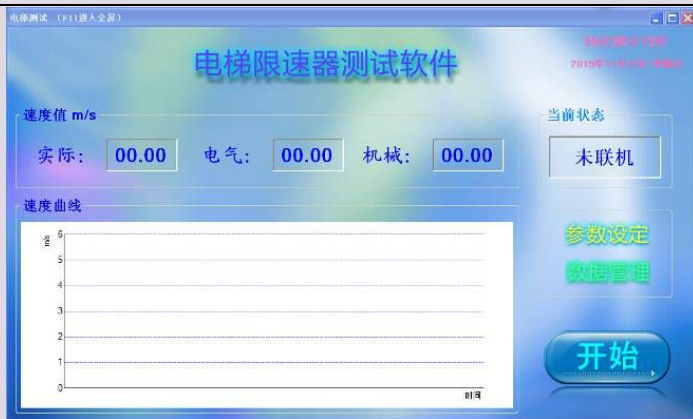 电梯测试 (F11进入全屏)
电梯限速器测试软件
速度值 m/s
当前状态
实际: 00.00 电气: 00.00 机械: 00.00
未联机
速度曲线
参数设定
数据管理
开始
m/s
6
5
4
3
2
1
0
时间